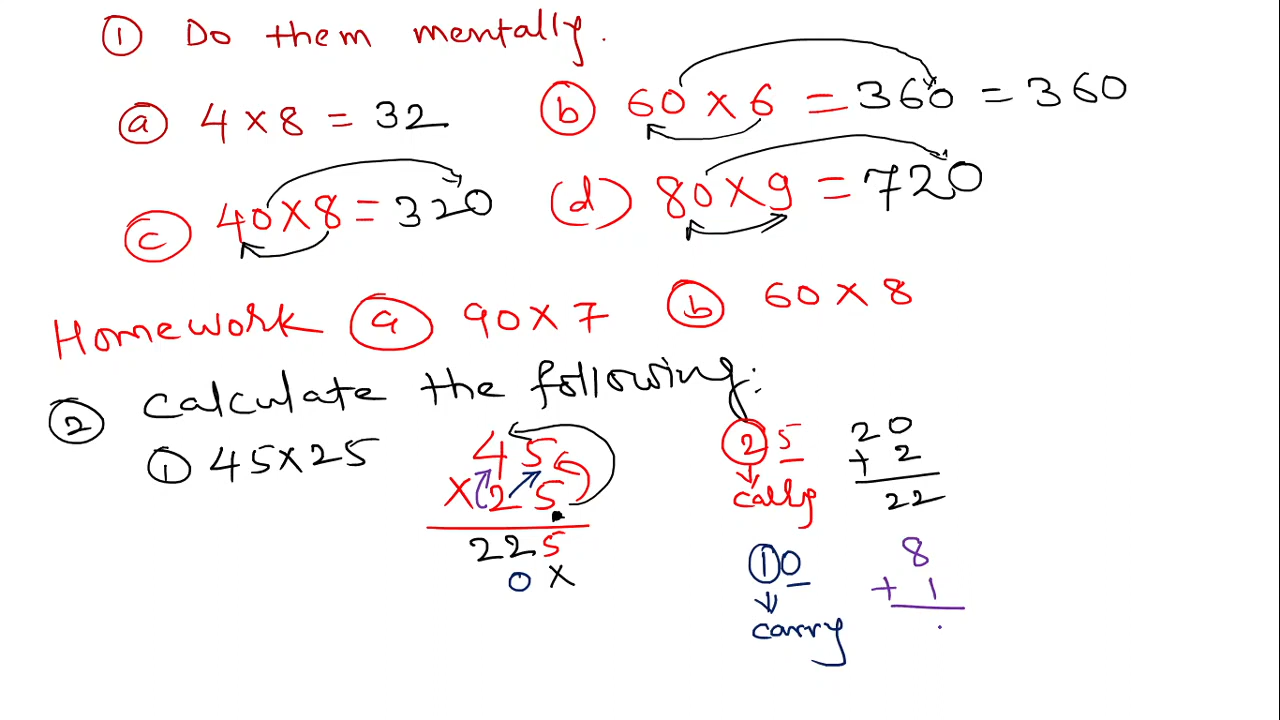 ① Do them mentally.
ⓐ 4 × 8 = 32 ⓑ 60 × 6 = 360 = 360
ⓒ 40 × 8 = 320 (d) 80 × 9 = 720
Homework ⓐ 90 × 7 ⓑ 60 × 8
② Calculate the following:
① 45 × 25
45
× 25
225
0 ×
25
carry
20
+ 2
22
10
carry
8
+ 1